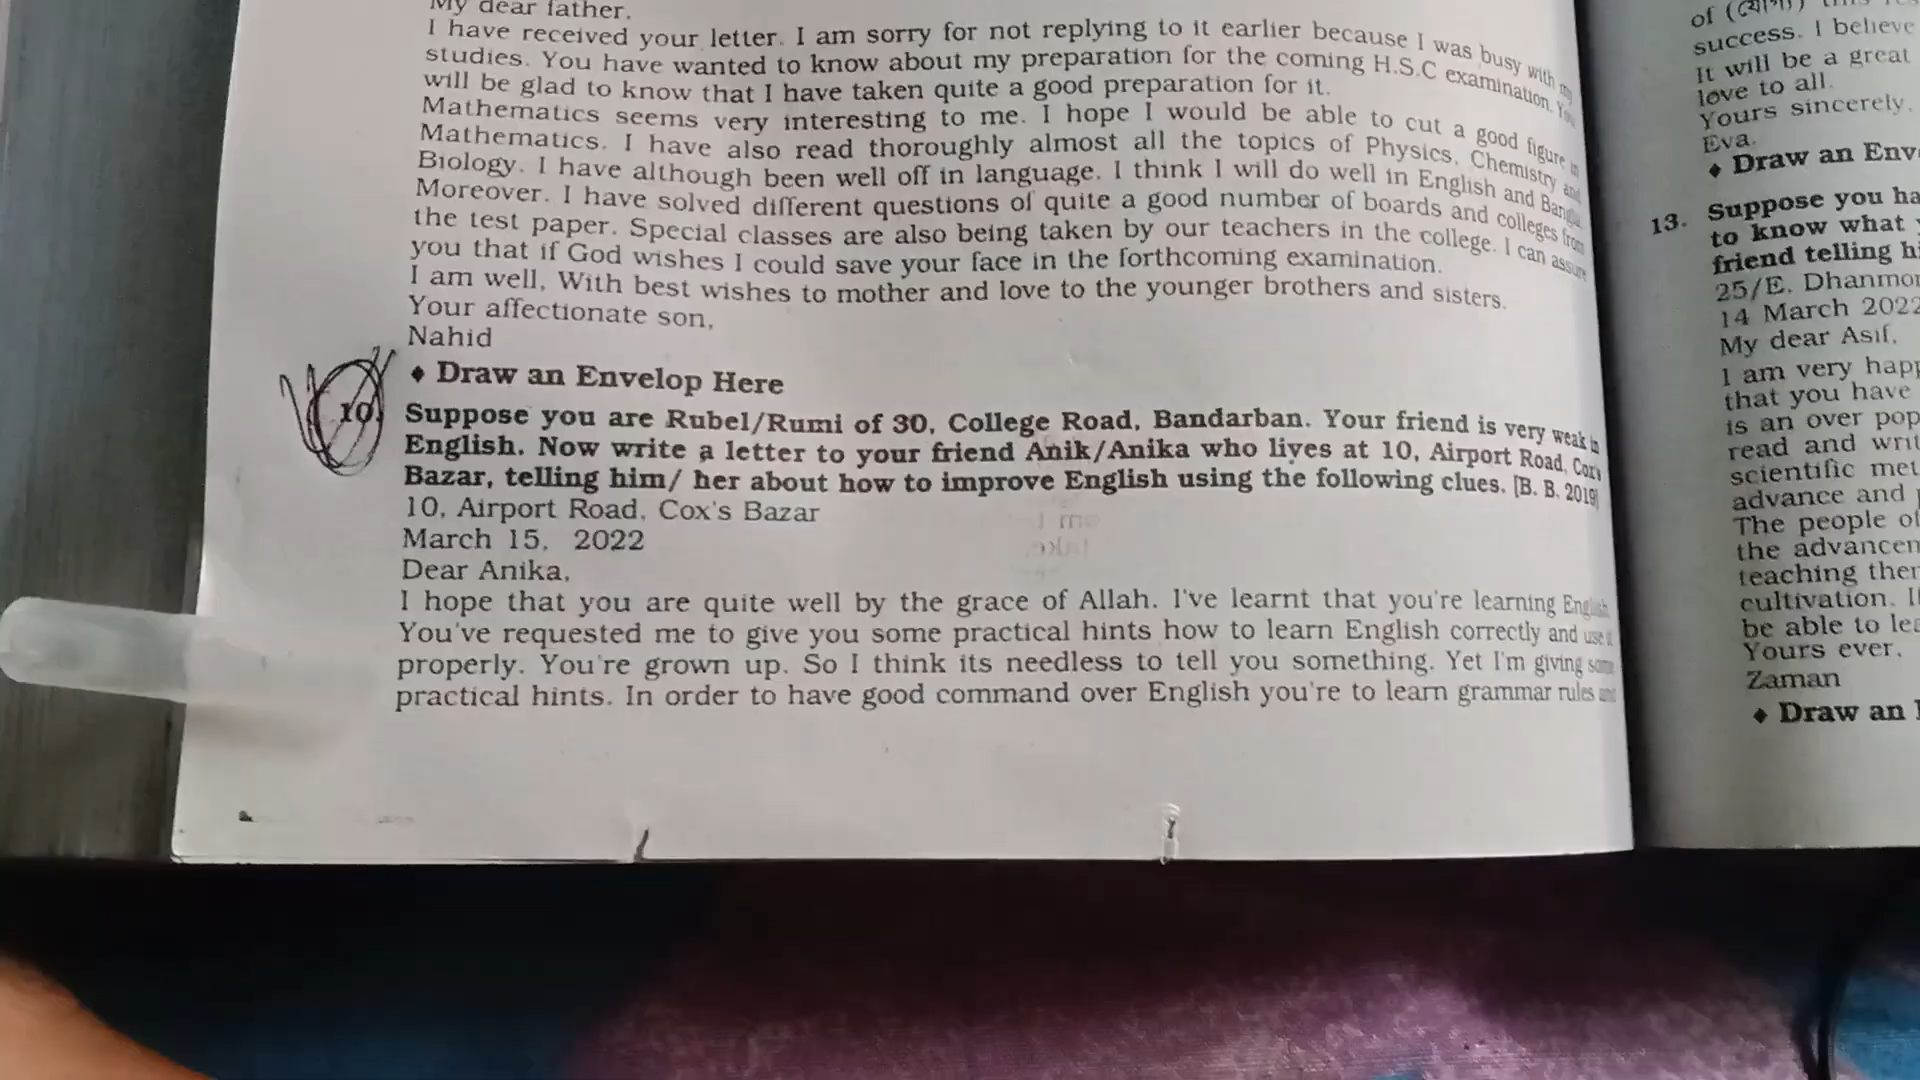 My dear father,
I have received your letter. I am sorry for not replying to it earlier because I was busy with my
studies. You have wanted to know about my preparation for the coming H.S.C examination. You
will be glad to know that I have taken quite a good preparation for it.
Mathematics seems very interesting to me. I hope I would be able to cut a good figure in
Mathematics. I have also read thoroughly almost all the topics of Physics, Chemistry and
Biology. I have although been well off in language. I think I will do well in English and Bangla.
Moreover. I have solved different questions of quite a good number of boards and colleges from
the test paper. Special classes are also being taken by our teachers in the college. I can assure
you that if God wishes I could save your face in the forthcoming examination.
I am well, With best wishes to mother and love to the younger brothers and sisters.
Your affectionate son,
Nahid
♦ Draw an Envelop Here
10. Suppose you are Rubel/Rumi of 30, College Road, Bandarban. Your friend is very weak in
English. Now write a letter to your friend Anik/Anika who lives at 10, Airport Road, Cox's
Bazar, telling him/ her about how to improve English using the following clues. [B. B. 2019]
10, Airport Road, Cox's Bazar
March 15, 2022
Dear Anika,
I hope that you are quite well by the grace of Allah. I've learnt that you're learning English.
You've requested me to give you some practical hints how to learn English correctly and use it
properly. You're grown up. So I think its needless to tell you something. Yet I'm giving some
practical hints. In order to have good command over English you're to learn grammar rules and
of
success. I believe
It will be a great
love to all.
Yours sincerely,
Eva.
♦ Draw an
13. Suppose you
to know what
friend telling
25/E, Dhanmon
14 March 2022
My dear Asif,
I am very
that you have
is an over
read and
scientific
advance and
The people of
the
teaching
cultivation.
be able to
Yours ever,
Zaman
♦ Draw an